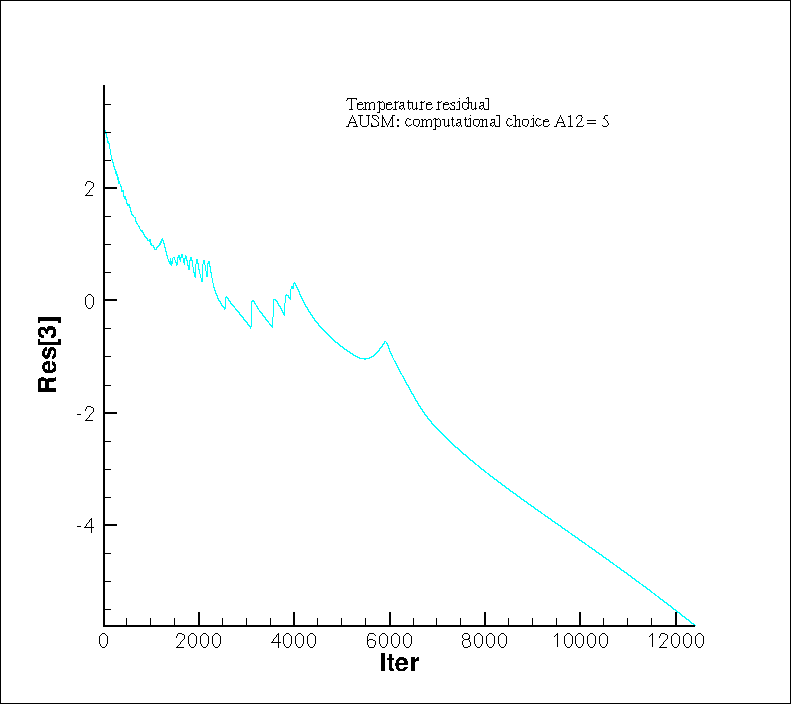 Temperature residual
AUSM: computational choice A12 = 5
2
0
-2
-4
Res[3]
0 2000 4000 6000 8000 10000 12000
Iter